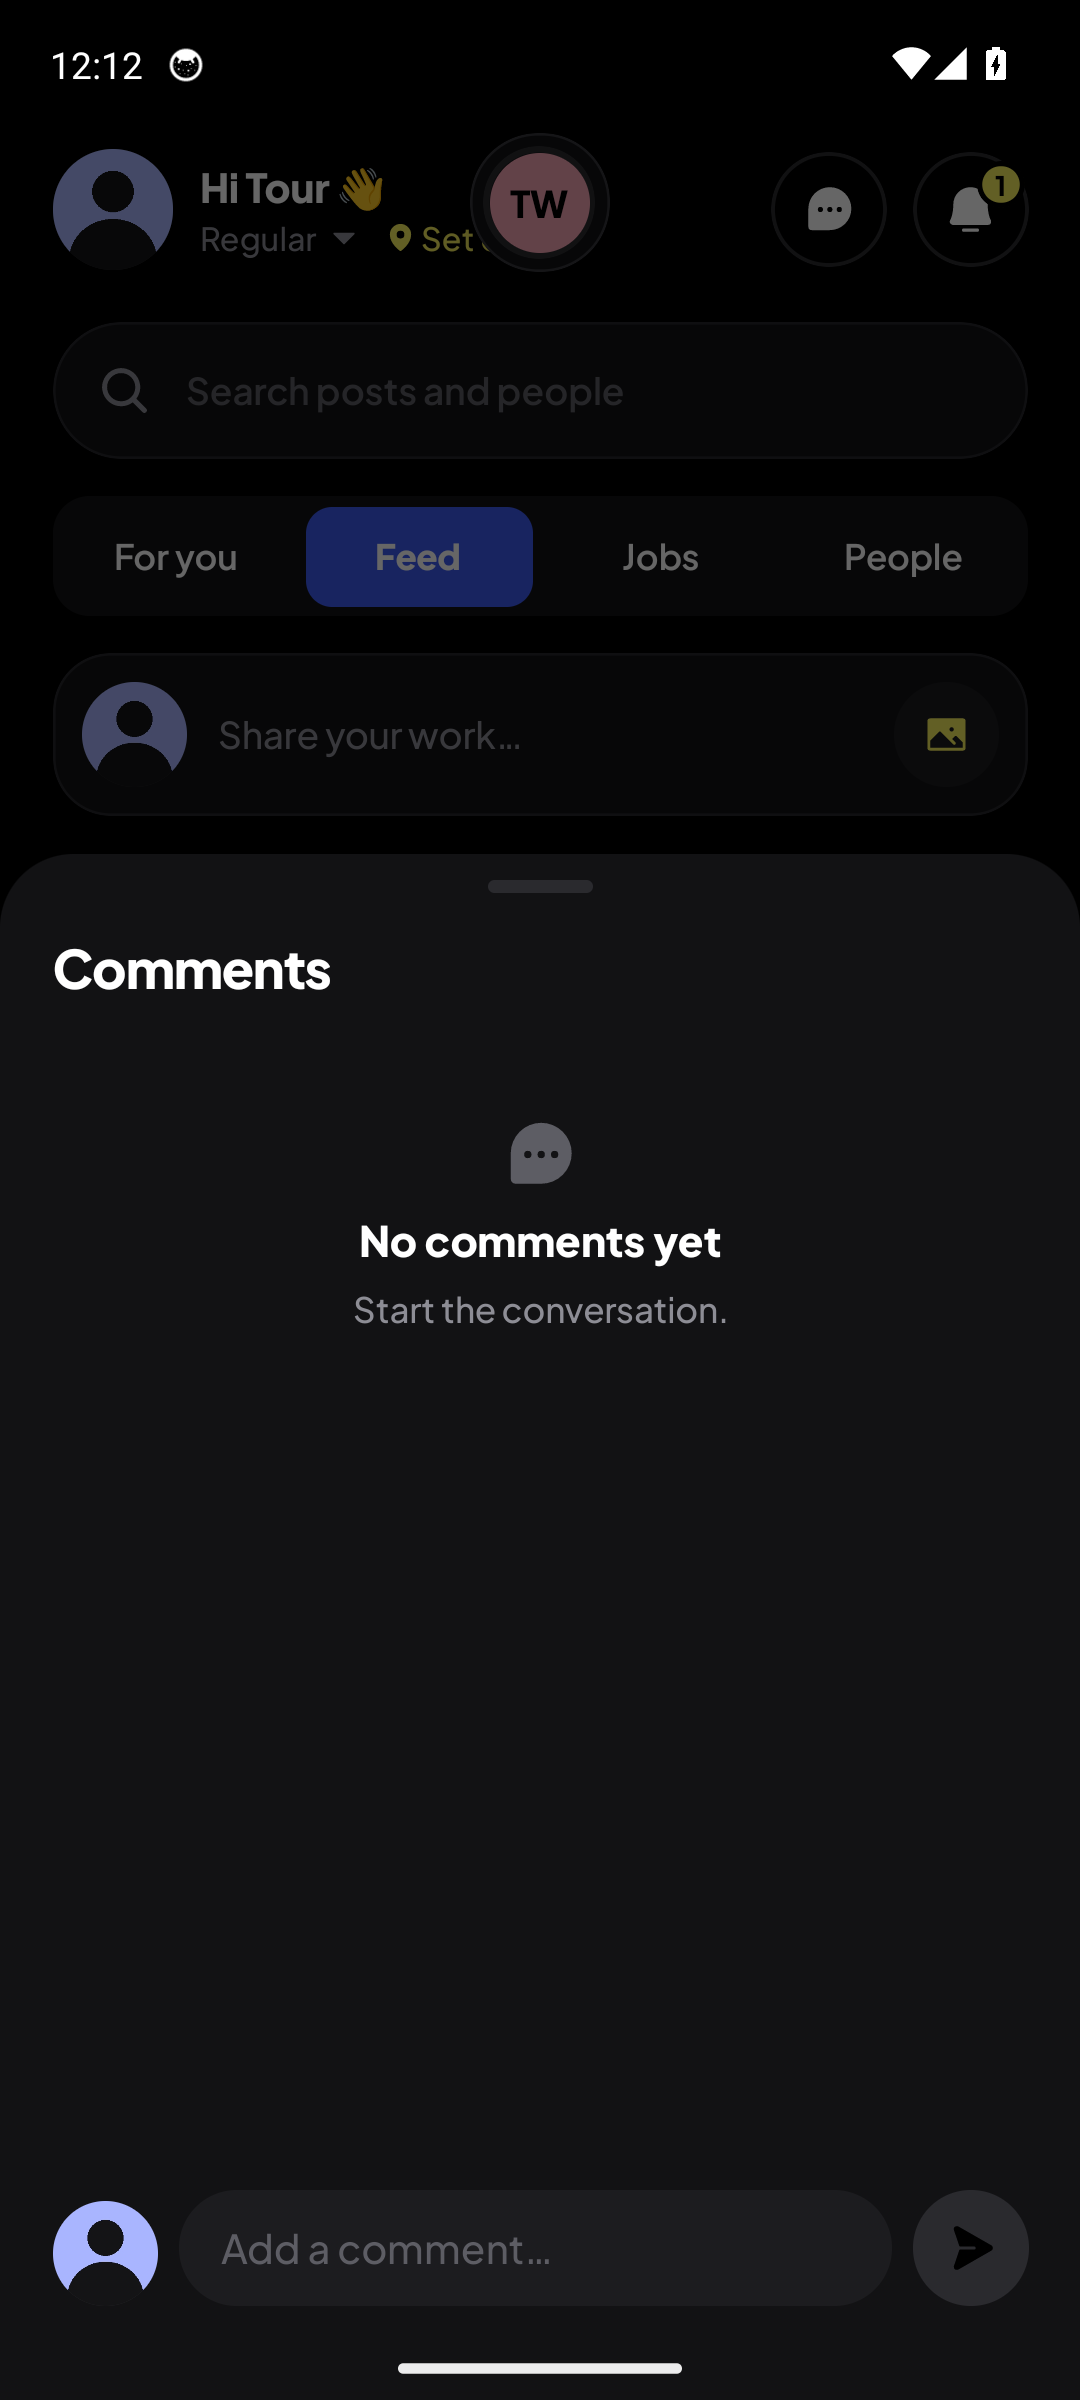 12:12
Hi Tour 👋
TW
1
Regular
Set
Search posts and people
For you
Feed
Jobs
People
Share your work...
Comments
No comments yet
Start the conversation.
Add a comment...